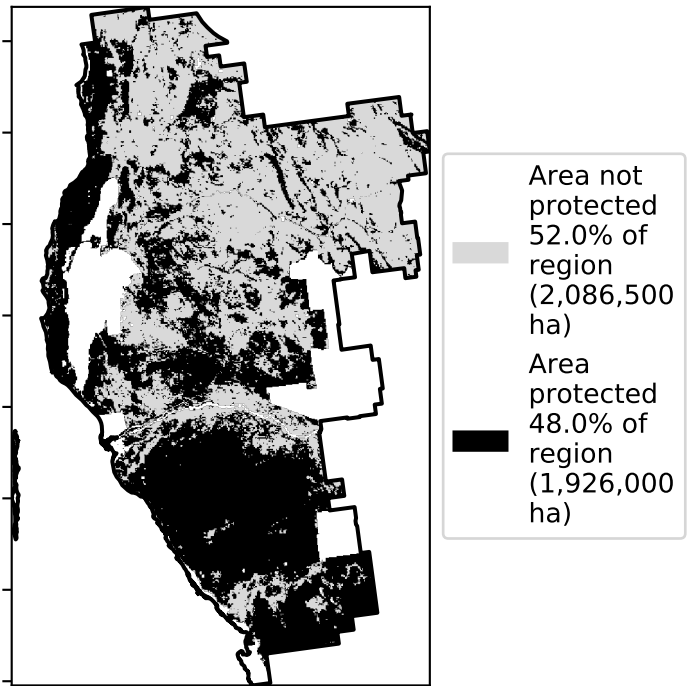 Area not
protected
52.0% of
region
(2,086,500
ha)
Area
protected
48.0% of
region
(1,926,000
ha)